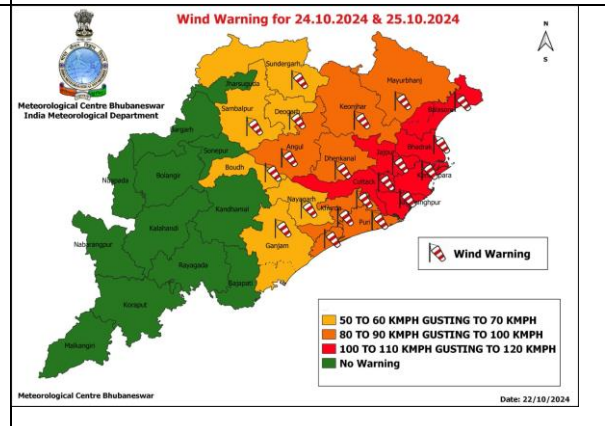 Wind Warning for 24.10.2024 & 25.10.2024
N
S
Meteorological Centre Bhubaneswar
India Meteorological Department
Sundergarh
Jharsuguda
Mayurbhanj
Sambalpur
Deogarh
Keonjhar
Balasore
Bargarh
Sonepur
Angul
Bhadrak
Jajpur
Dhenkanal
Nuapada
Bolangir
Boudh
Cuttack
Kandhamal
Nayagarh
Khurda
Puri
Kalahandi
Ganjam
Nabarangpur
Rayagada
Gajapati
Koraput
Malkangiri
Wind Warning
50 TO 60 KMPH GUSTING TO 70 KMPH
80 TO 90 KMPH GUSTING TO 100 KMPH
100 TO 110 KMPH GUSTING TO 120 KMPH
No Warning
Meteorological Centre Bhubaneswar
Date: 22/10/2024